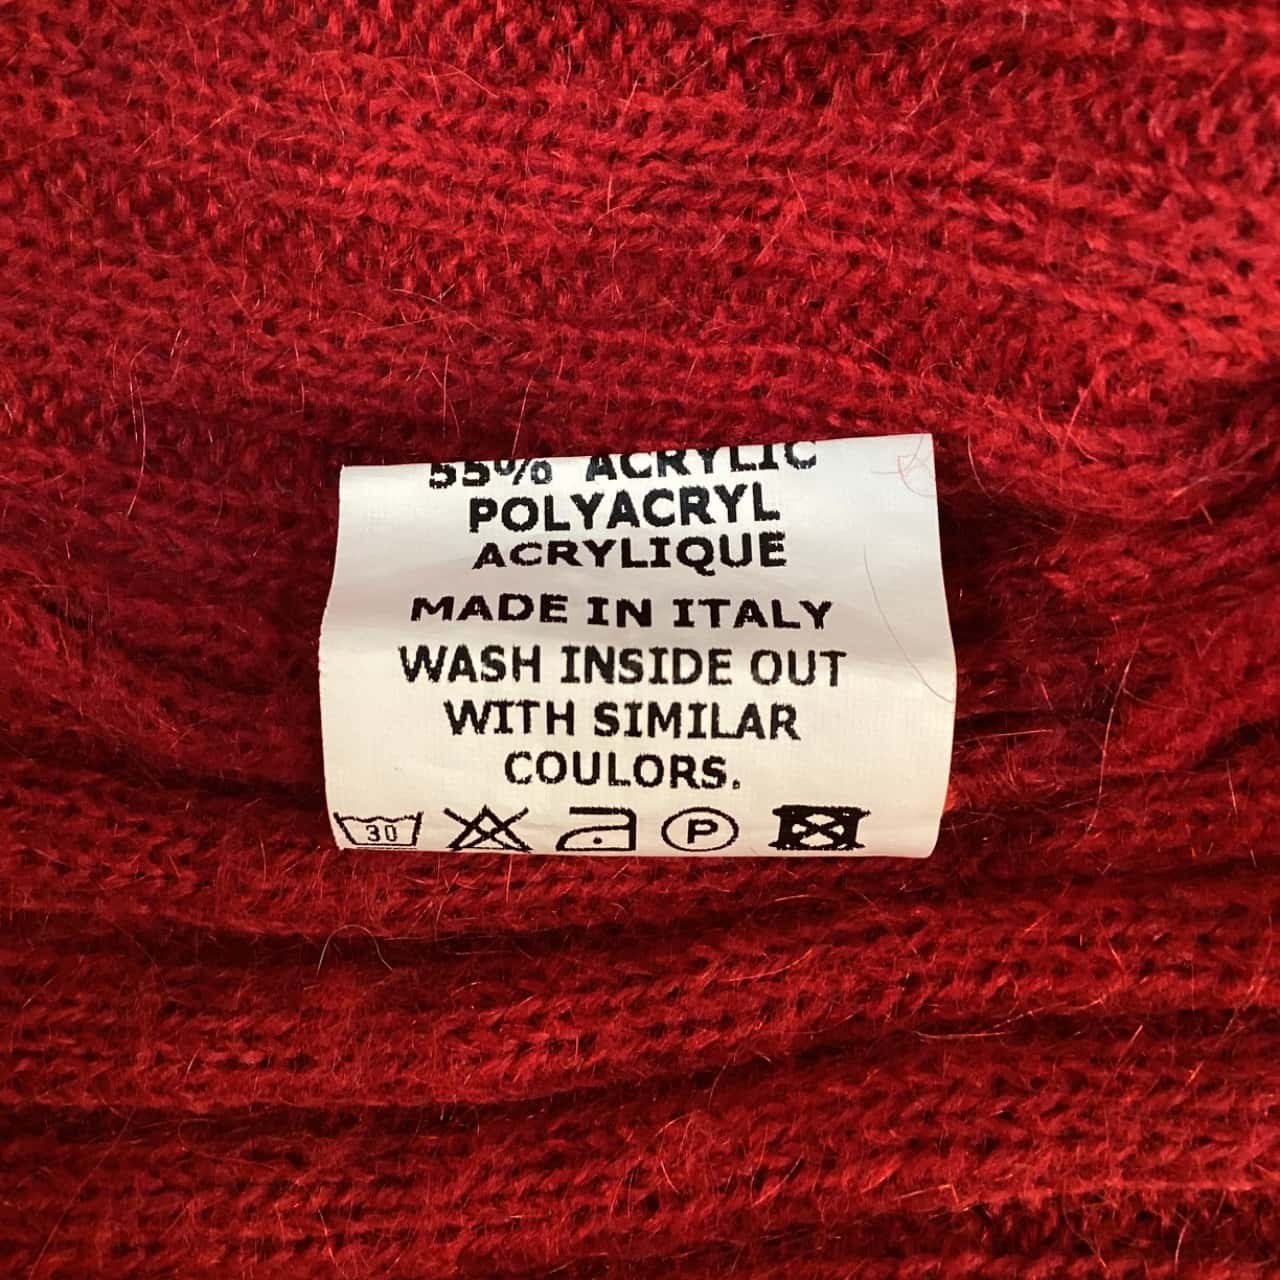 55% ACRYLIC
POLYACRYL
ACRYLIQUE
MADE IN ITALY
WASH INSIDE OUT
WITH SIMILAR
COULORS.
30 P